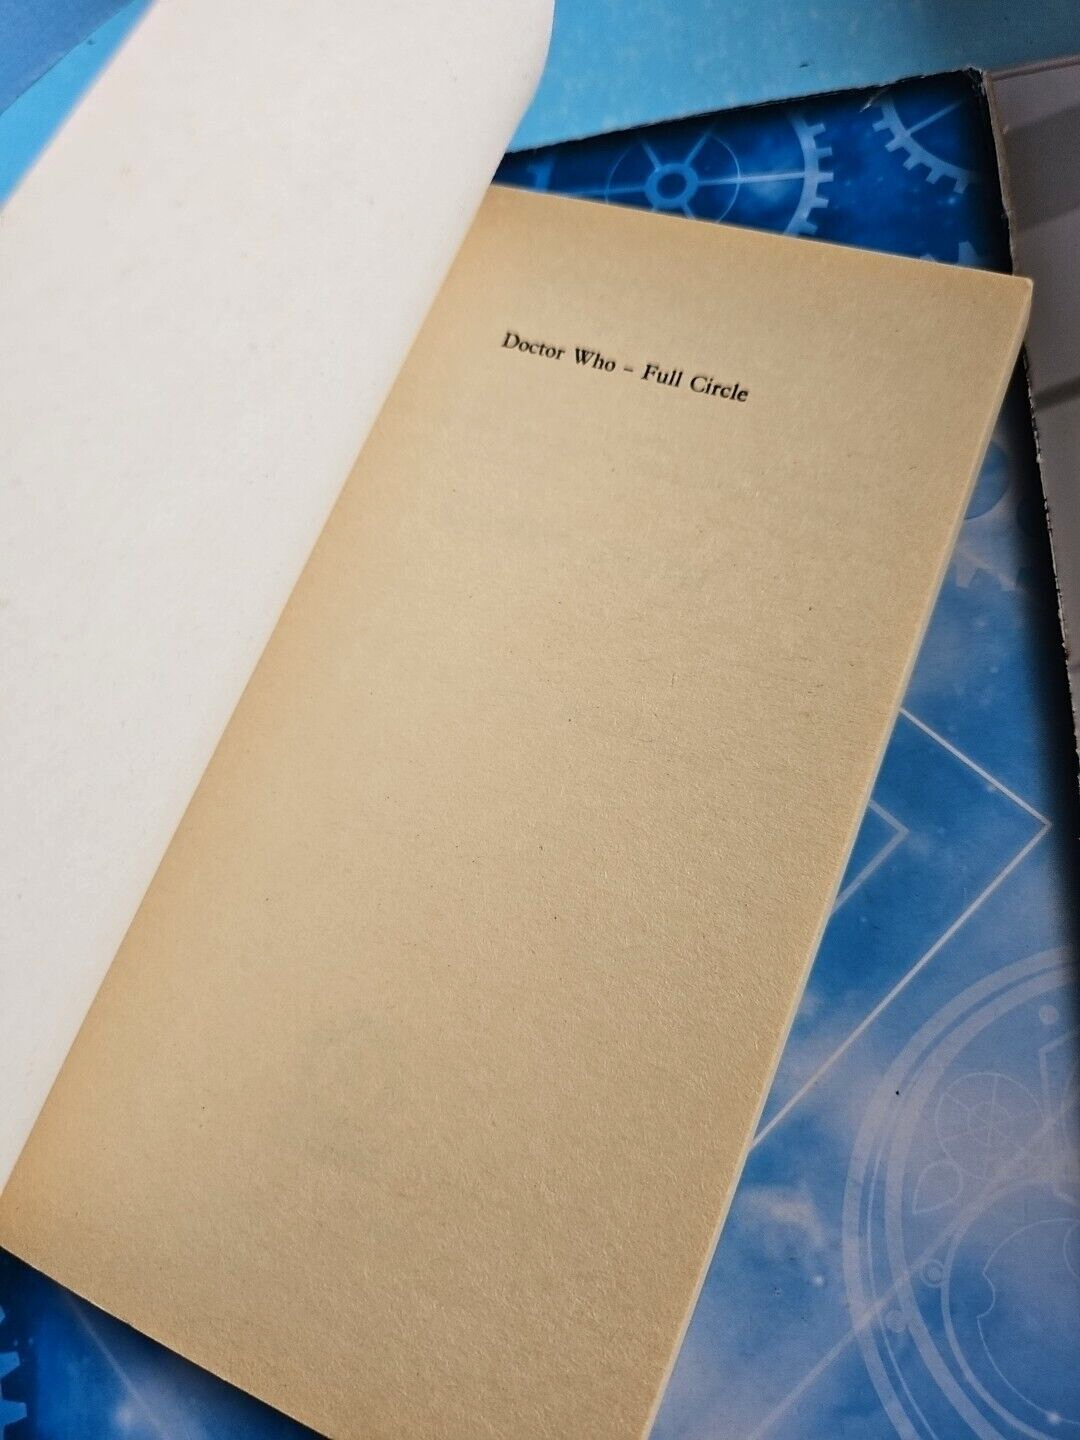 Doctor Who – Full Circle